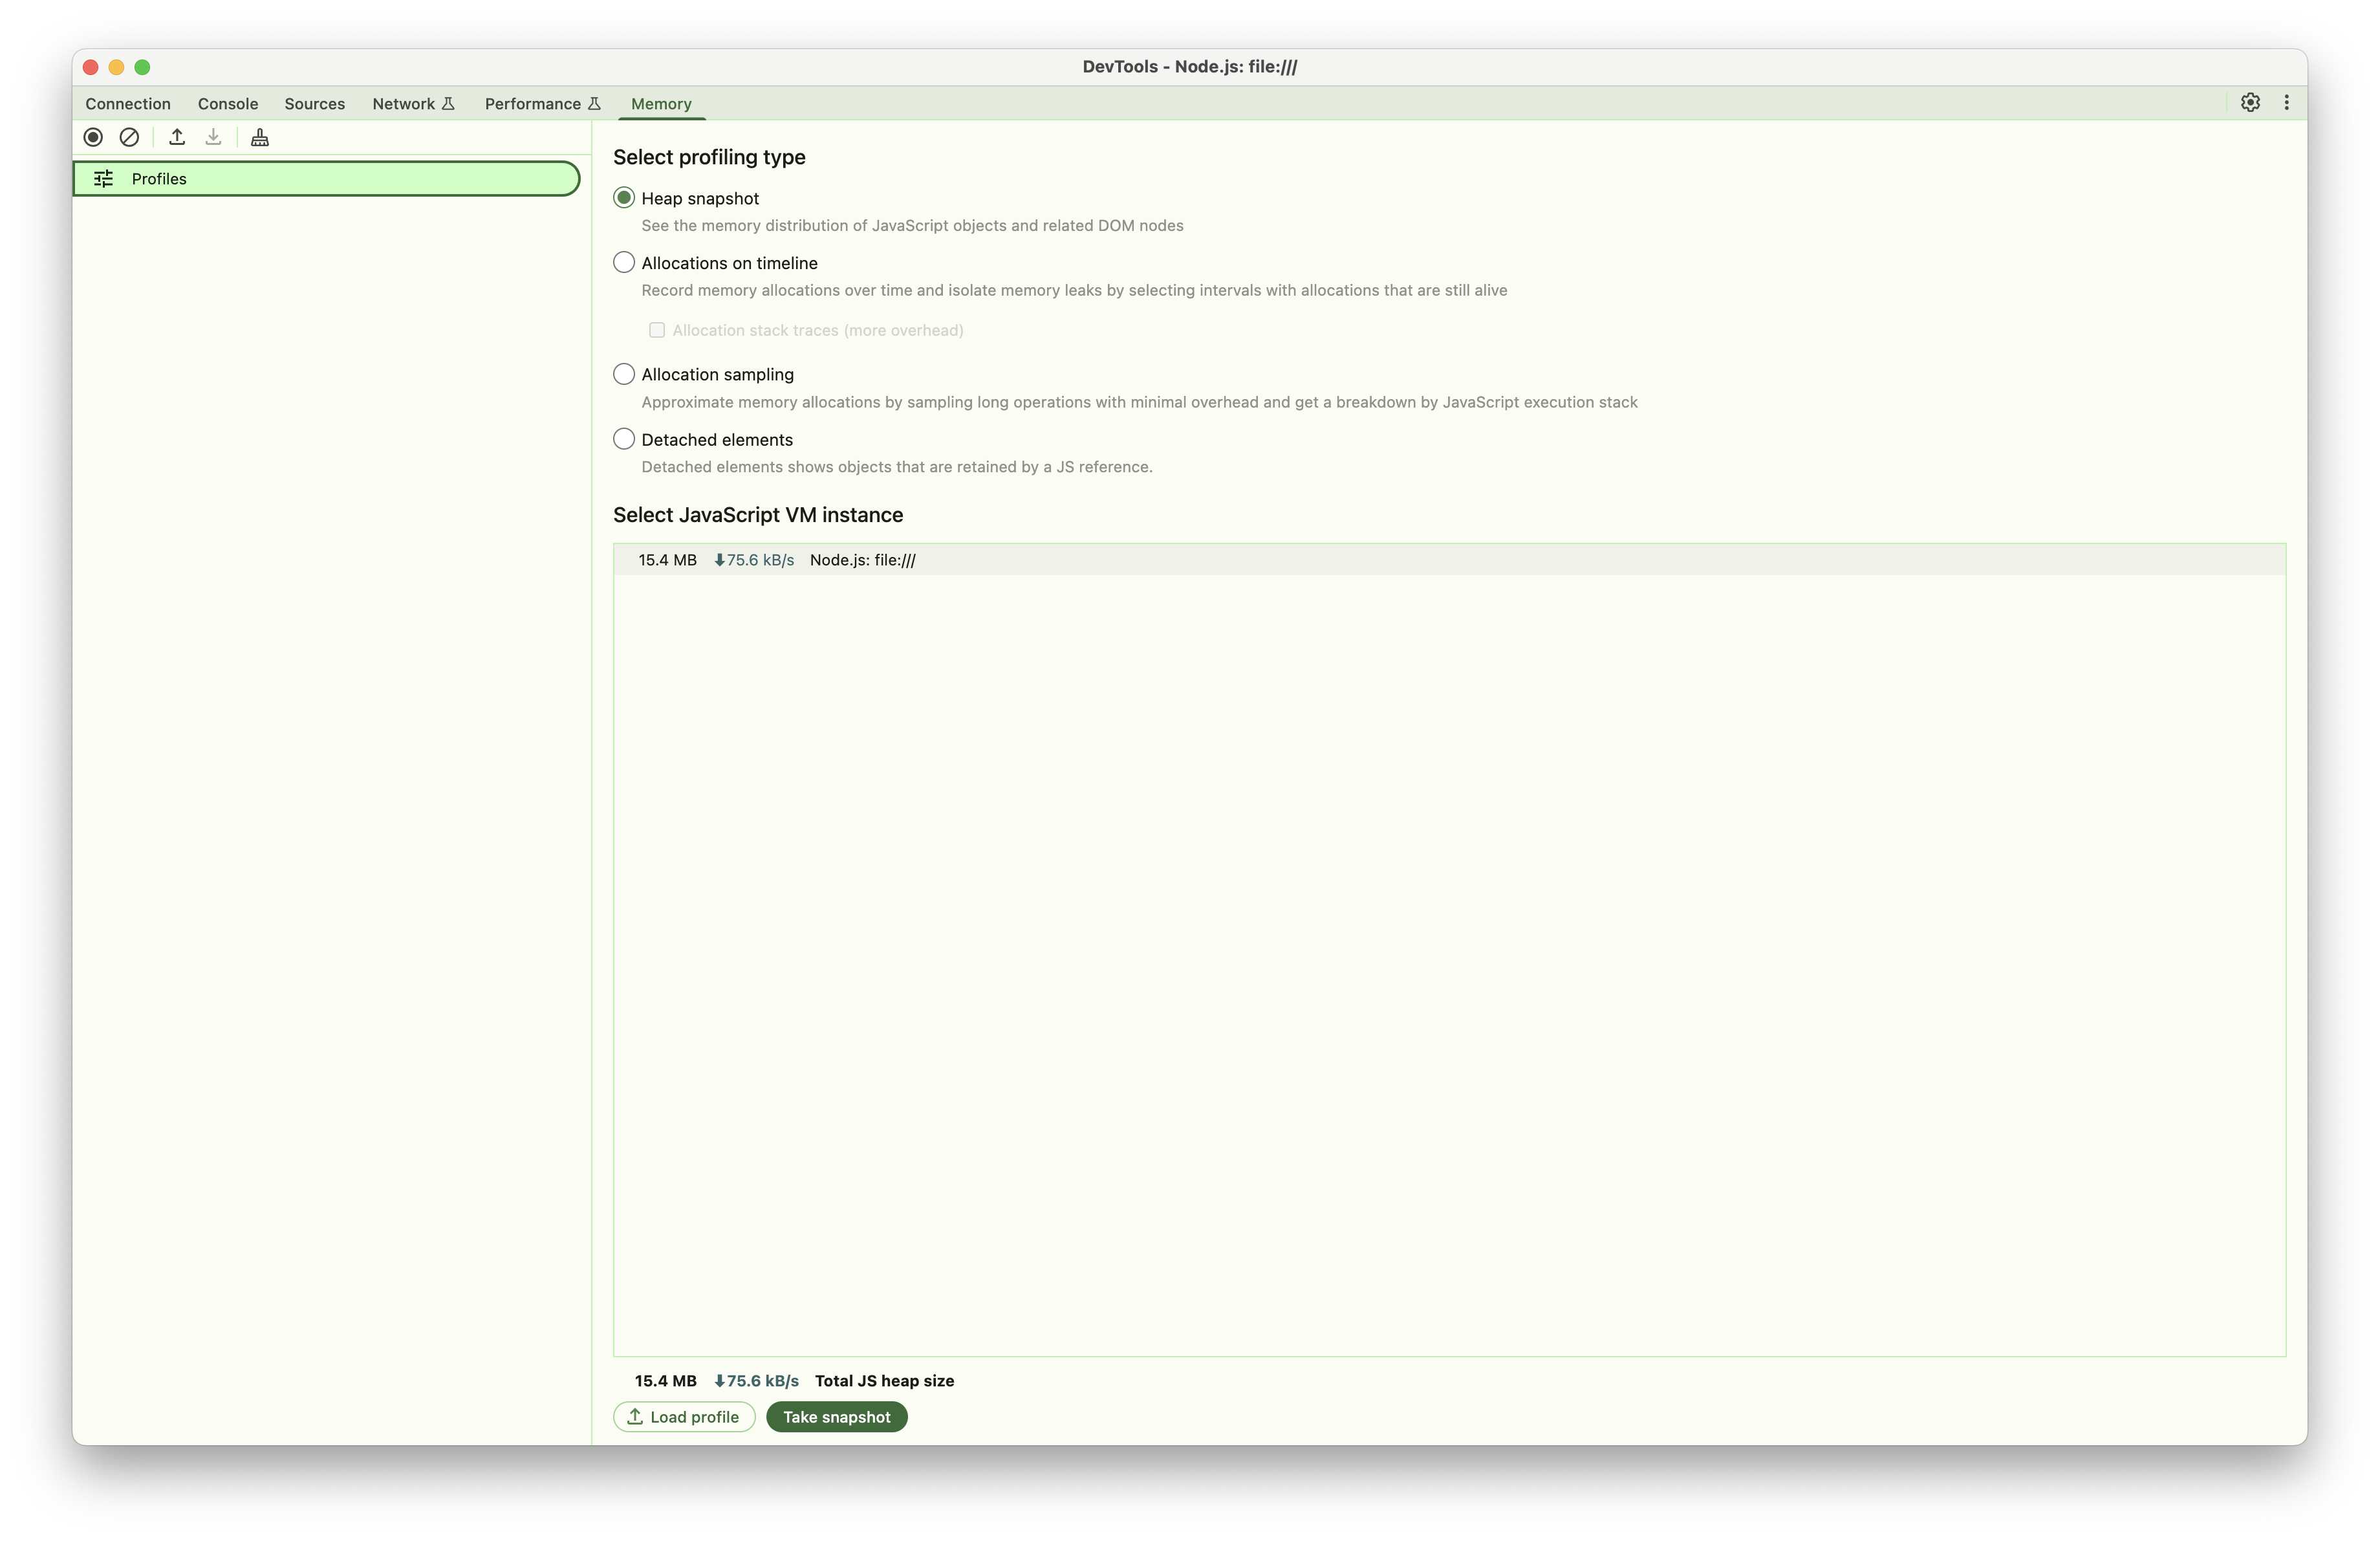 DevTools - Node.js: file:///
Connection Console Sources Network Performance Memory
Profiles
Select profiling type
Heap snapshot
See the memory distribution of JavaScript objects and related DOM nodes
Allocations on timeline
Record memory allocations over time and isolate memory leaks by selecting intervals with allocations that are still alive
Allocation stack traces (more overhead)
Allocation sampling
Approximate memory allocations by sampling long operations with minimal overhead and get a breakdown by JavaScript execution stack
Detached elements
Detached elements shows objects that are retained by a JS reference.
Select JavaScript VM instance
15.4 MB ⬇75.6 kB/s Node.js: file:///
15.4 MB ⬇75.6 kB/s Total JS heap size
Load profile Take snapshot